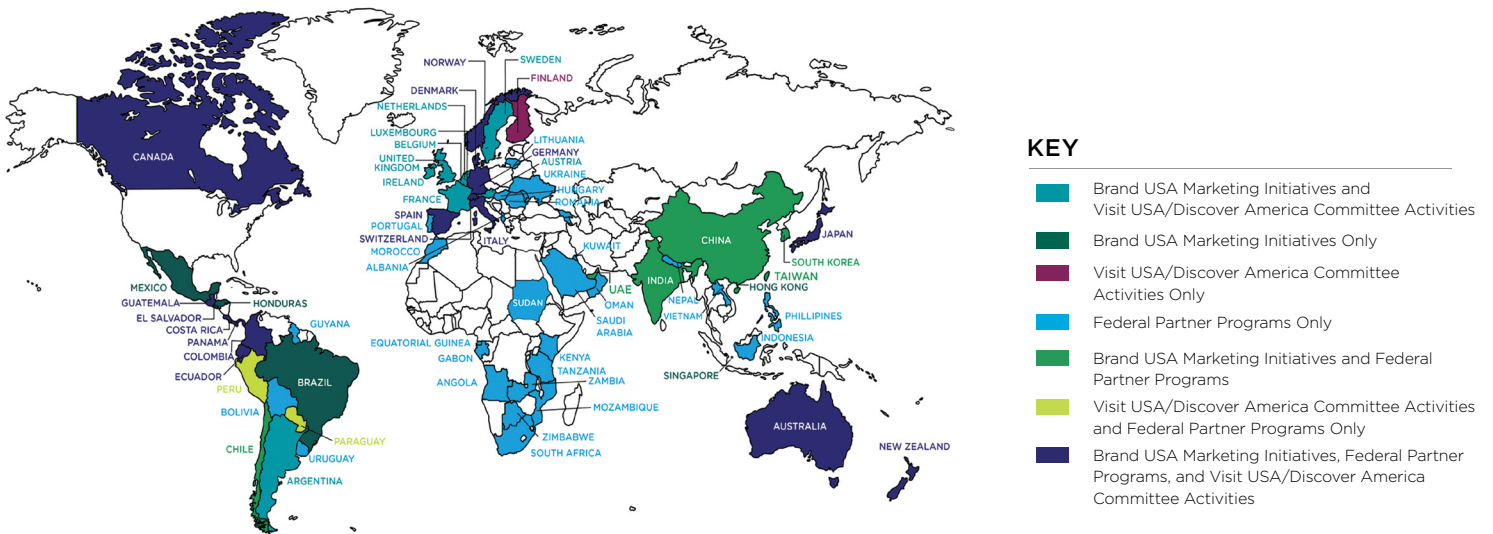 NORWAY
SWEDEN
FINLAND
DENMARK
NETHERLANDS
LUXEMBOURG
BELGIUM
UNITED
KINGDOM
IRELAND
FRANCE
SPAIN
PORTUGAL
SWITZERLAND
MOROCCO
ALBANIA
ITALY
LITHUANIA
GERMANY
AUSTRIA
UKRAINE
HUNGARY
ROMANIA
CANADA
MEXICO
GUATEMALA
HONDURAS
EL SALVADOR
COSTA RICA
PANAMA
COLOMBIA
ECUADOR
PERU
GUYANA
BRAZIL
BOLIVIA
CHILE
PARAGUAY
URUGUAY
ARGENTINA
EQUATORIAL GUINEA
GABON
ANGOLA
SUDAN
KUWAIT
UAE
OMAN
SAUDI
ARABIA
KENYA
TANZANIA
ZAMBIA
MOZAMBIQUE
ZIMBABWE
SOUTH AFRICA
CHINA
INDIA
NEPAL
VIETNAM
JAPAN
SOUTH KOREA
TAIWAN
HONG KONG
PHILLIPINES
INDONESIA
SINGAPORE
AUSTRALIA
NEW ZEALAND
KEY
Brand USA Marketing Initiatives and
Visit USA/Discover America Committee Activities
Brand USA Marketing Initiatives Only
Visit USA/Discover America Committee
Activities Only
Federal Partner Programs Only
Brand USA Marketing Initiatives and Federal
Partner Programs
Visit USA/Discover America Committee Activities
and Federal Partner Programs Only
Brand USA Marketing Initiatives, Federal Partner
Programs, and Visit USA/Discover America
Committee Activities